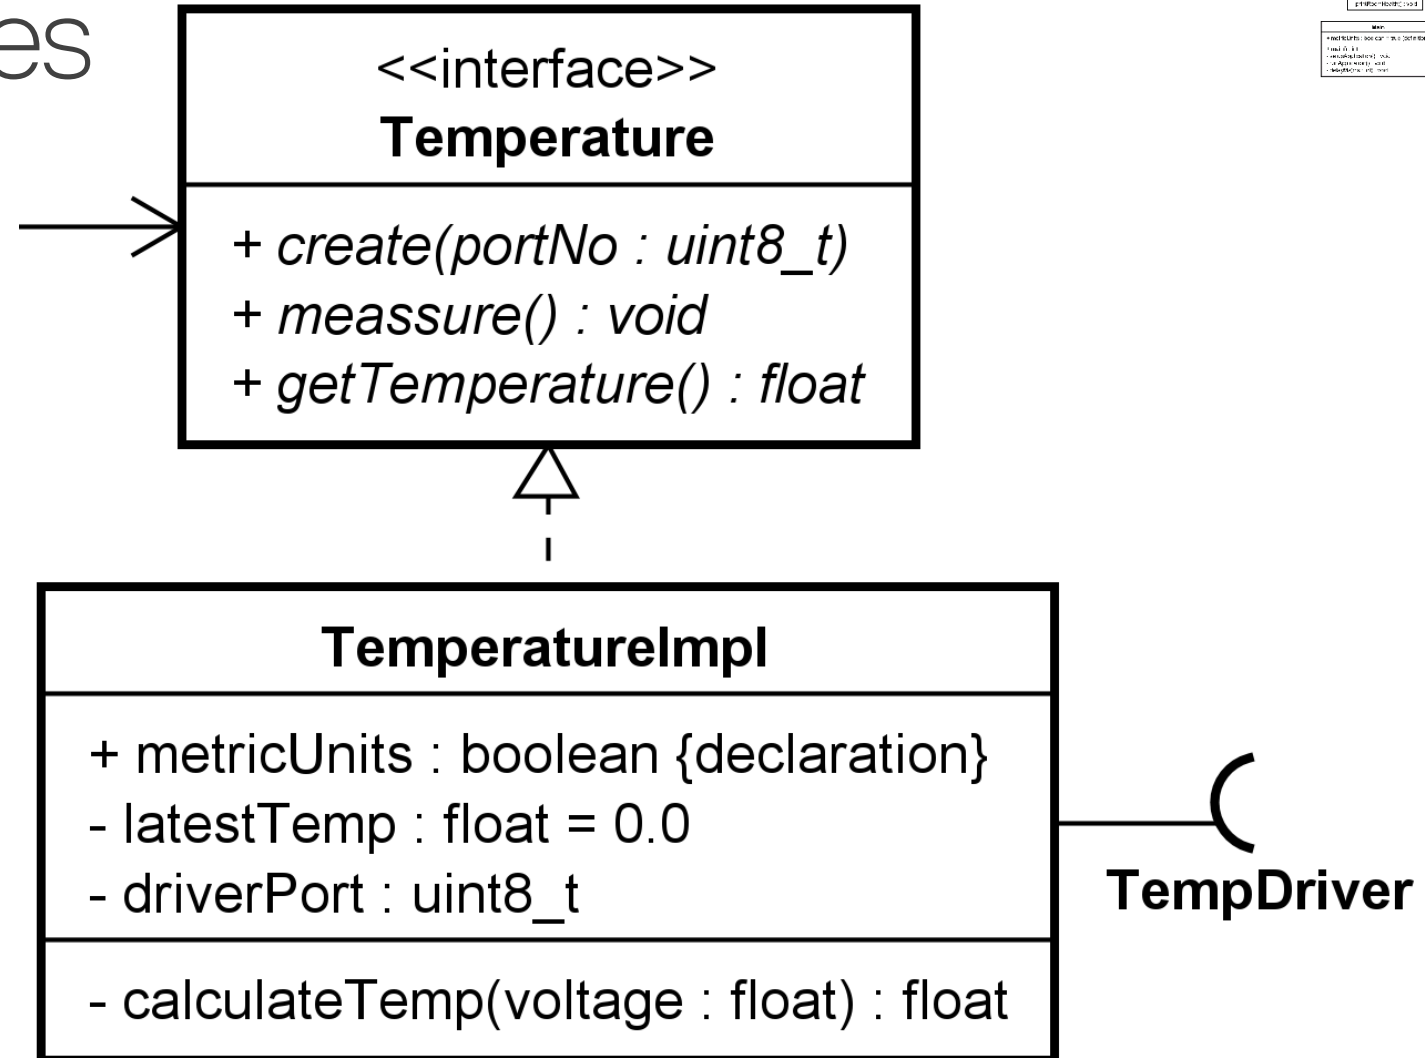 es
<<interface>>
Temperature
+ create(portNo : uint8_t)
+ meassure() : void
+ getTemperature() : float
TemperatureImpl
+ metricUnits : boolean {declaration}
- latestTemp : float = 0.0
- driverPort : uint8_t
- calculateTemp(voltage : float) : float
TempDriver
Main